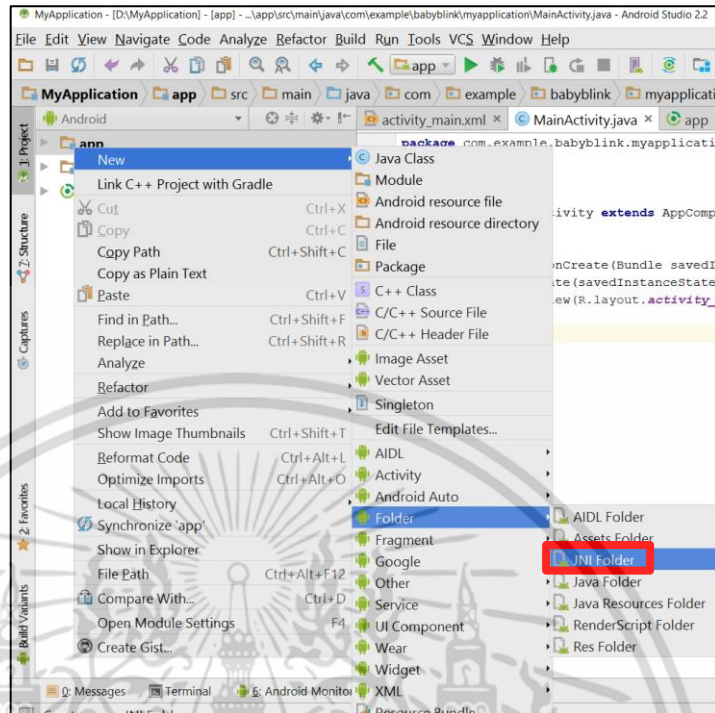 MyApplication - [D:\MyApplication] - [app] - ...\app\src\main\java\com\example\babyblink\myapplication\MainActivity.java - Android Studio 2.2
File Edit View Navigate Code Analyze Refactor Build Run Tools VCS Window Help
app
MyApplication app src main java com example babyblink myapplicati
Android activity_main.xml × MainActivity.java × app
1: Project
7: Structure
Captures
2: Favorites
Build Variants
app
package com.example.babyblink.myapplicati
ivity extends AppComp
nCreate(Bundle savedI
te(savedInstanceState
ew(R.layout.activity_
New
Link C++ Project with Gradle
Cut Ctrl+X
Copy Ctrl+C
Copy Path Ctrl+Shift+C
Copy as Plain Text
Paste Ctrl+V
Find in Path... Ctrl+Shift+F
Replace in Path... Ctrl+Shift+R
Analyze
Refactor
Add to Favorites
Show Image Thumbnails Ctrl+Shift+T
Reformat Code Ctrl+Alt+L
Optimize Imports Ctrl+Alt+O
Local History
Synchronize 'app'
Show in Explorer
File Path Ctrl+Alt+F12
Compare With... Ctrl+D
Open Module Settings F4
Create Gist...
Java Class
Module
Android resource file
Android resource directory
File
Package
C++ Class
C/C++ Source File
C/C++ Header File
Image Asset
Vector Asset
Singleton
Edit File Templates...
AIDL
Activity
Android Auto
Folder
Fragment
Google
Other
Service
UI Component
Wear
Widget
XML
Resource Bundle
AIDL Folder
Assets Folder
JNI Folder
Java Folder
Java Resources Folder
RenderScript Folder
Res Folder
0: Messages Terminal 6: Android Monitor